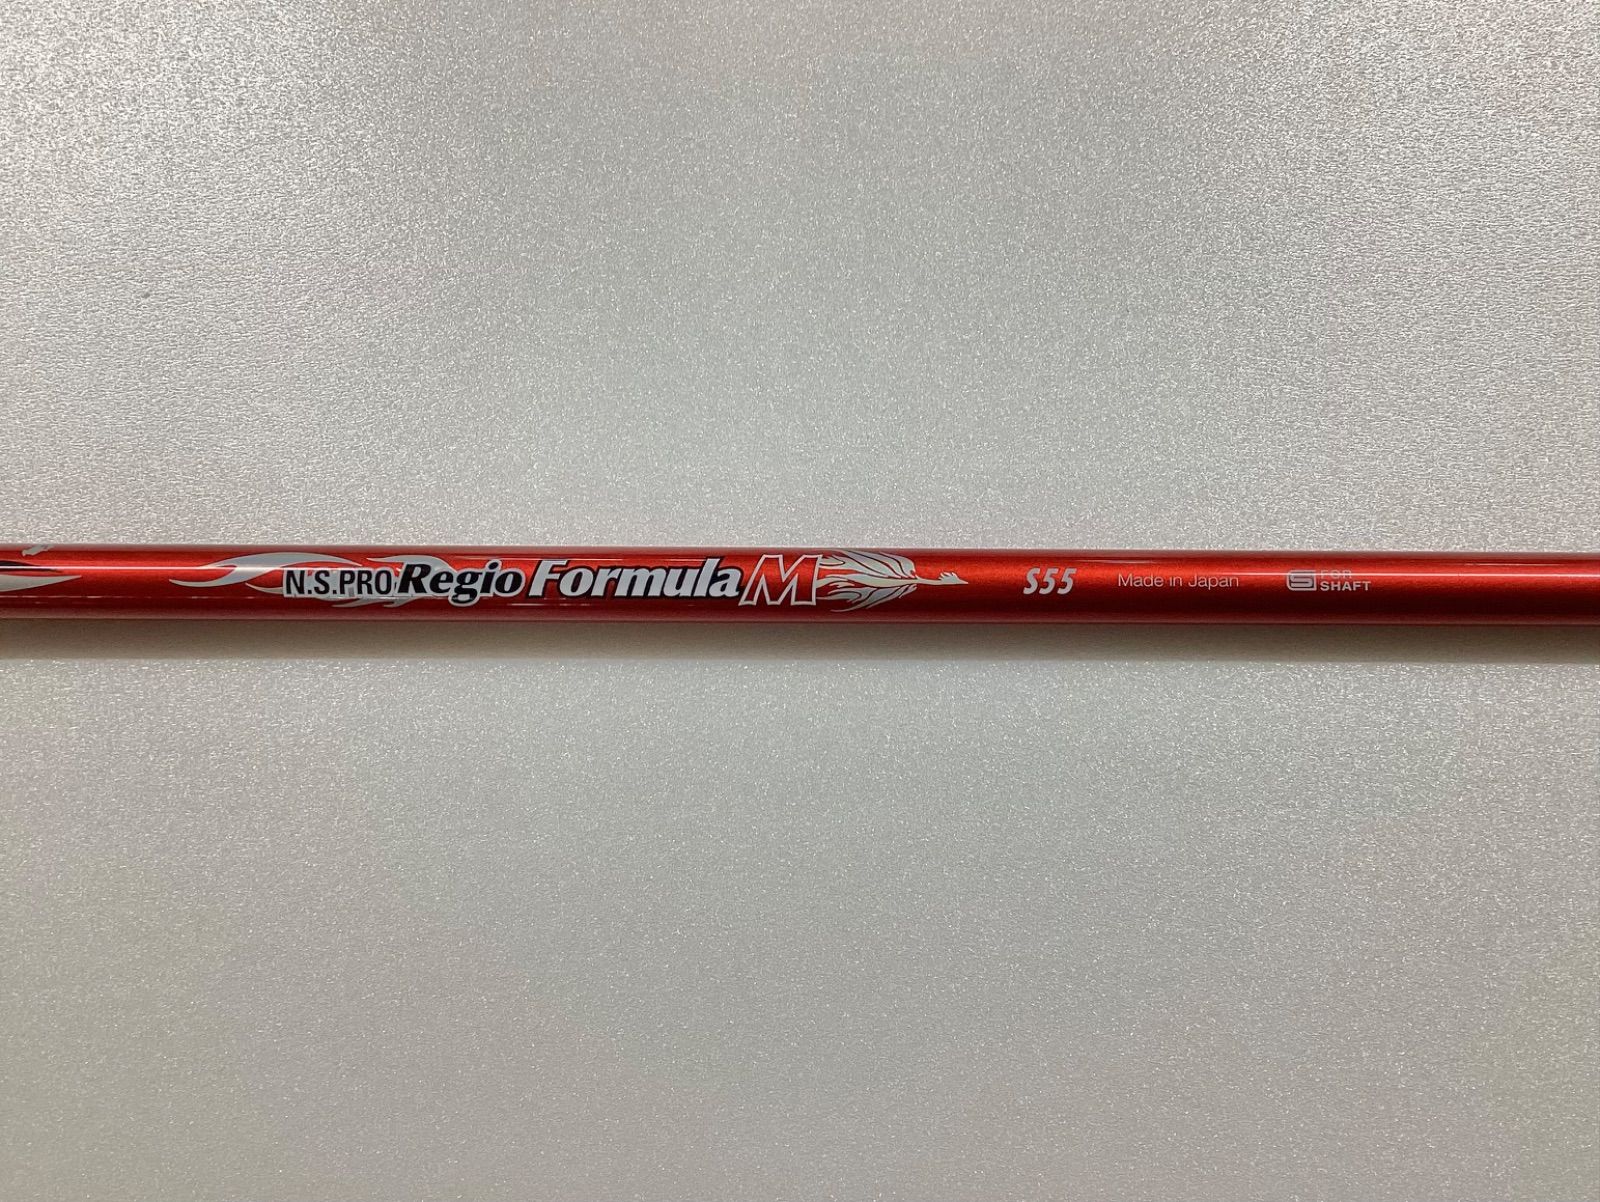 N.S.PRO Regio Formula M S55 Made in Japan S FOR SHAFT